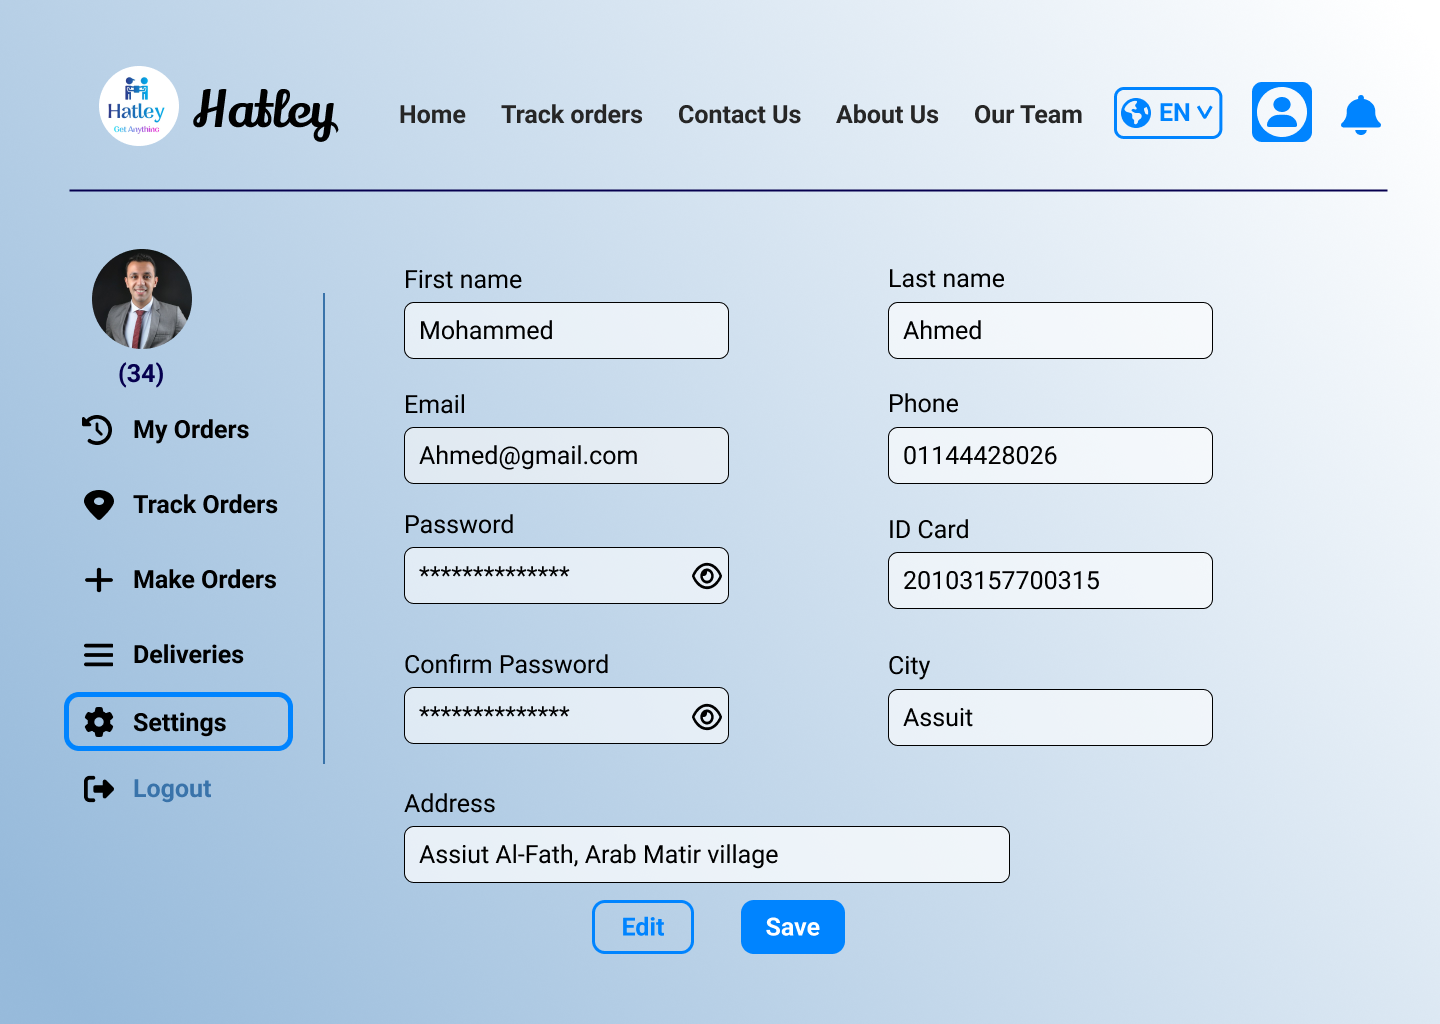 Hatley
Get Anything
Hatley
Home Track orders Contact Us About Us Our Team EN
(34)
My Orders
Track Orders
Make Orders
Deliveries
Settings
Logout
First name Last name
Mohammed Ahmed
Email Phone
Ahmed@gmail.com 01144428026
Password ID Card
************** 20103157700315
Confirm Password City
************** Assuit
Address
Assiut Al-Fath, Arab Matir village
Edit Save